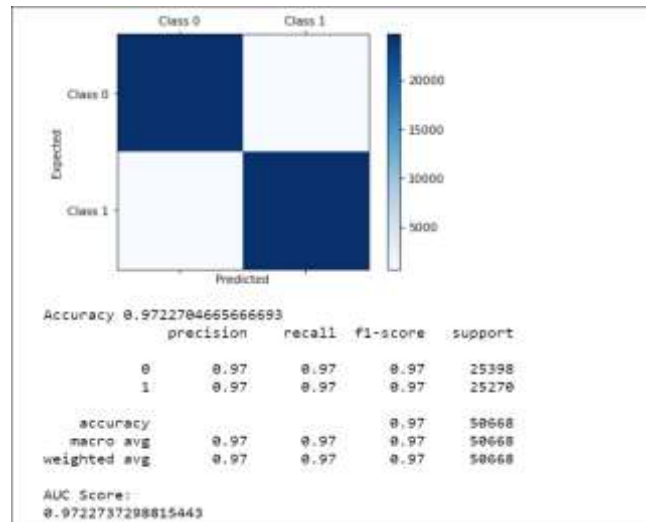 Class 0 Class 1
Class 0
Class 1
Expected
Predicted
20000
15000
10000
5000
Accuracy 0.9722704665666693
precision recall f1-score support
0 0.97 0.97 0.97 25398
1 0.97 0.97 0.97 25270
accuracy 0.97 50668
macro avg 0.97 0.97 0.97 50668
weighted avg 0.97 0.97 0.97 50668
AUC Score:
0.9722737298815443